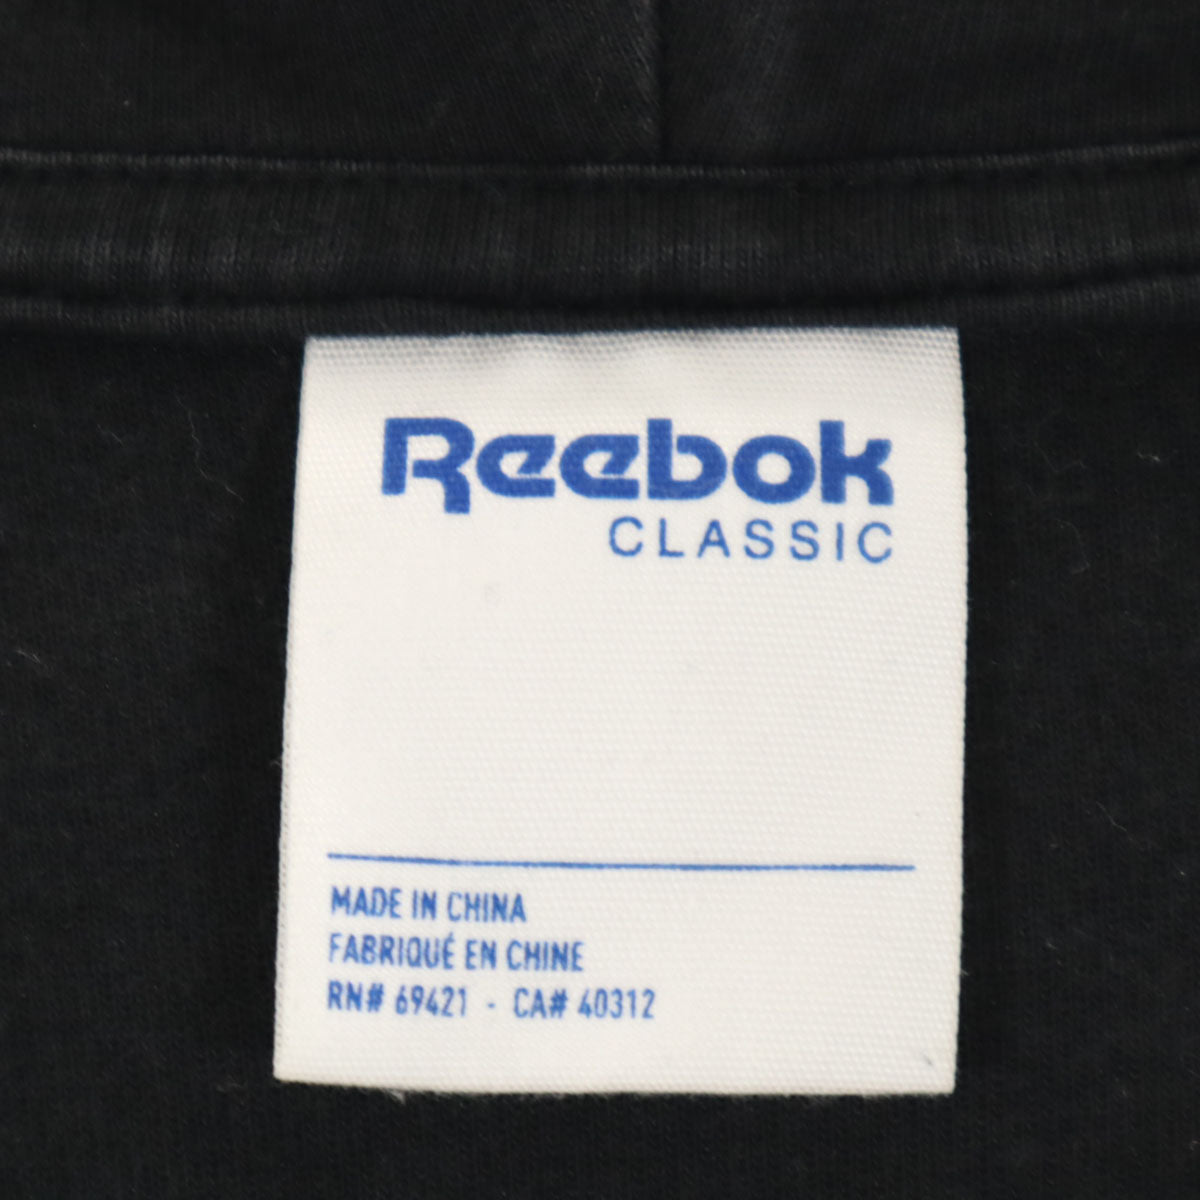 Reebok
CLASSIC
MADE IN CHINA
FABRIQUÉ EN CHINE
RN# 69421 - CA# 40312